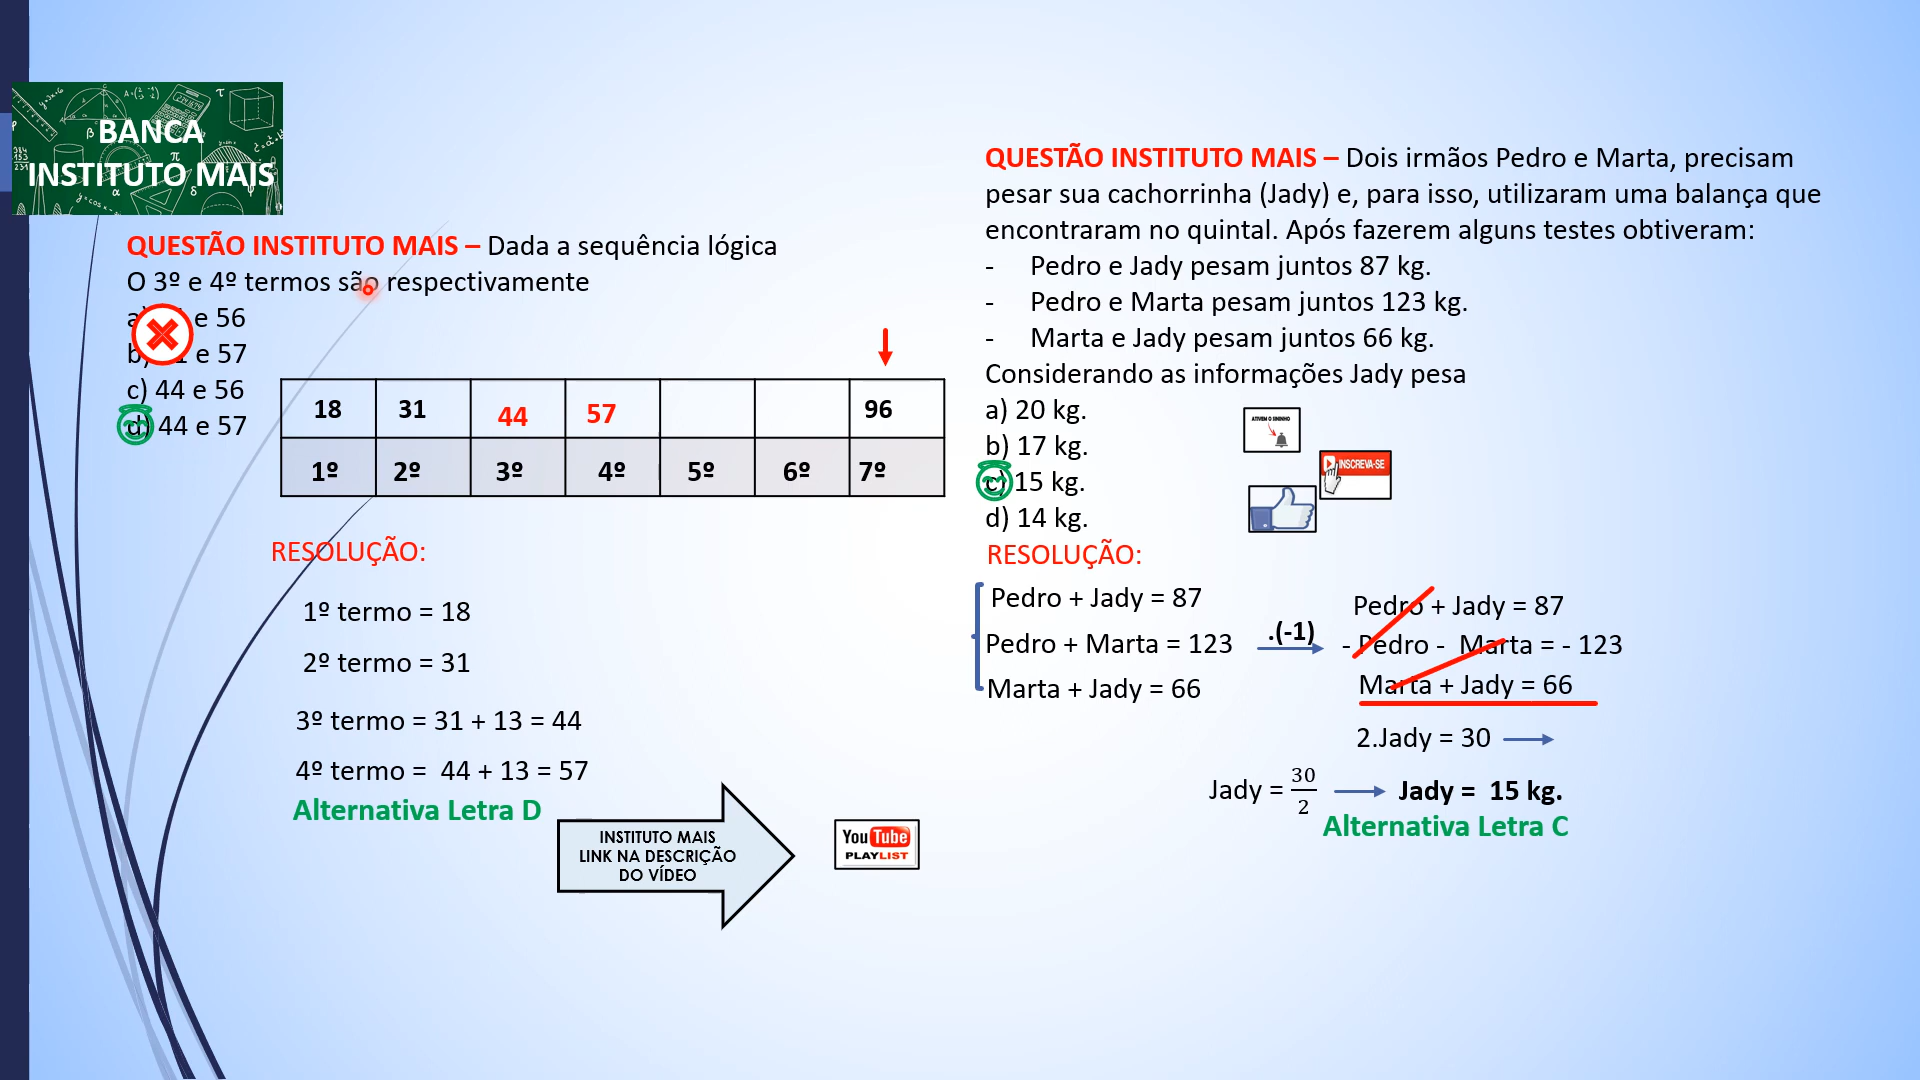 BANCA
INSTITUTO MAIS
QUESTÃO INSTITUTO MAIS – Dada a sequência lógica
O 3º e 4º termos são respectivamente
e 56
b) e 57
c) 44 e 56
d) 44 e 57
18 31 44 57 96
1º 2º 3º 4º 5º 6º 7º
RESOLUÇÃO:
1º termo = 18
2º termo = 31
3º termo = 31 + 13 = 44
4º termo = 44 + 13 = 57
Alternativa Letra D
INSTITUTO MAIS
LINK NA DESCRIÇÃO
DO VÍDEO
YouTube
PLAYLIST
QUESTÃO INSTITUTO MAIS – Dois irmãos Pedro e Marta, precisam
pesar sua cachorrinha (Jady) e, para isso, utilizaram uma balança que
encontraram no quintal. Após fazerem alguns testes obtiveram:
- Pedro e Jady pesam juntos 87 kg.
- Pedro e Marta pesam juntos 123 kg.
- Marta e Jady pesam juntos 66 kg.
Considerando as informações Jady pesa
a) 20 kg.
b) 17 kg.
c) 15 kg.
d) 14 kg.
ATIVEM O SININHO
INSCREVA-SE
RESOLUÇÃO:
Pedro + Jady = 87
Pedro + Marta = 123
Marta + Jady = 66
.(-1)
Pedro + Jady = 87
- Pedro - Marta = - 123
Marta + Jady = 66
2.Jady = 30
Jady = 30/2
Jady = 15 kg.
Alternativa Letra C